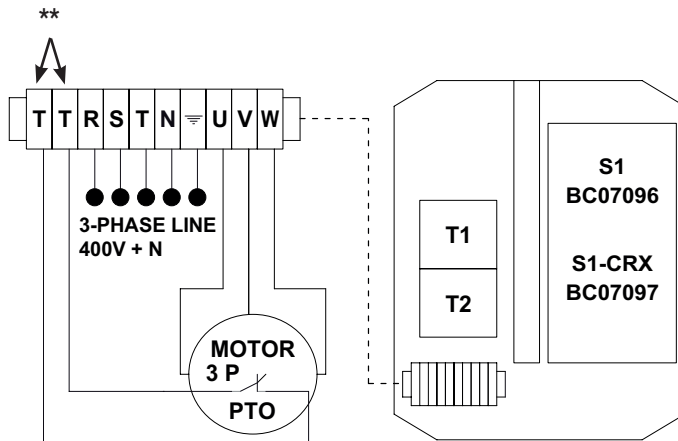 **
T T R S T N ⏚ U V W
3-PHASE LINE
400V + N
MOTOR
3 P
PTO
T1
T2
S1
BC07096
S1-CRX
BC07097